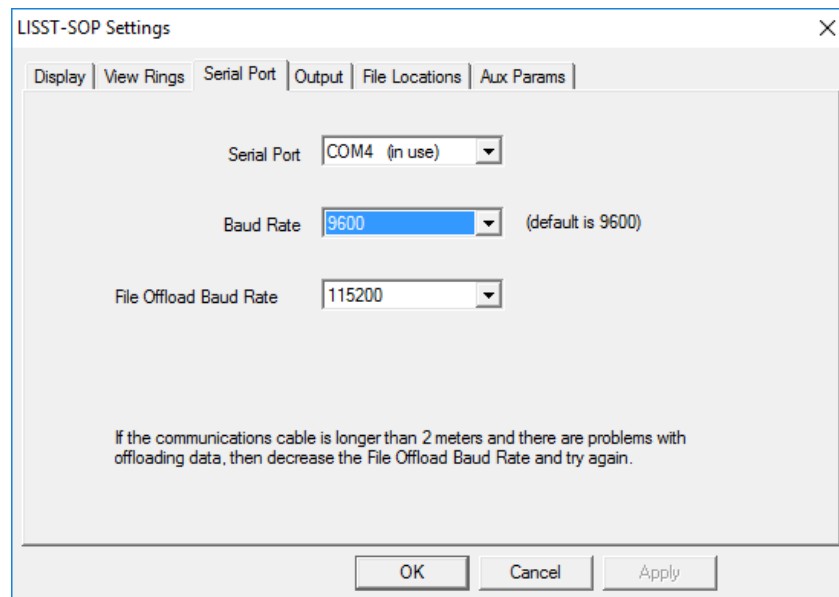 LISST-SOP Settings
Display View Rings Serial Port Output File Locations Aux Params
Serial Port COM4 (in use)
Baud Rate 9600 (default is 9600)
File Offload Baud Rate 115200
If the communications cable is longer than 2 meters and there are problems with
offloading data, then decrease the File Offload Baud Rate and try again.
OK Cancel Apply